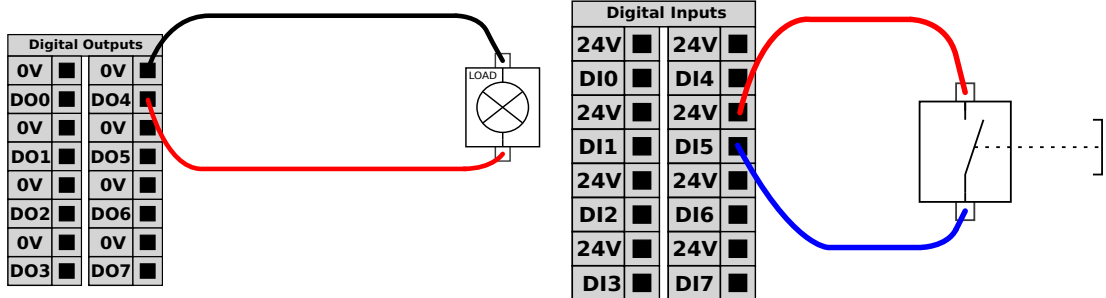 Digital Outputs
0V 0V
DO0 DO4
0V 0V
DO1 DO5
0V 0V
DO2 DO6
0V 0V
DO3 DO7
LOAD
Digital Inputs
24V 24V
DI0 DI4
24V 24V
DI1 DI5
24V 24V
DI2 DI6
24V 24V
DI3 DI7